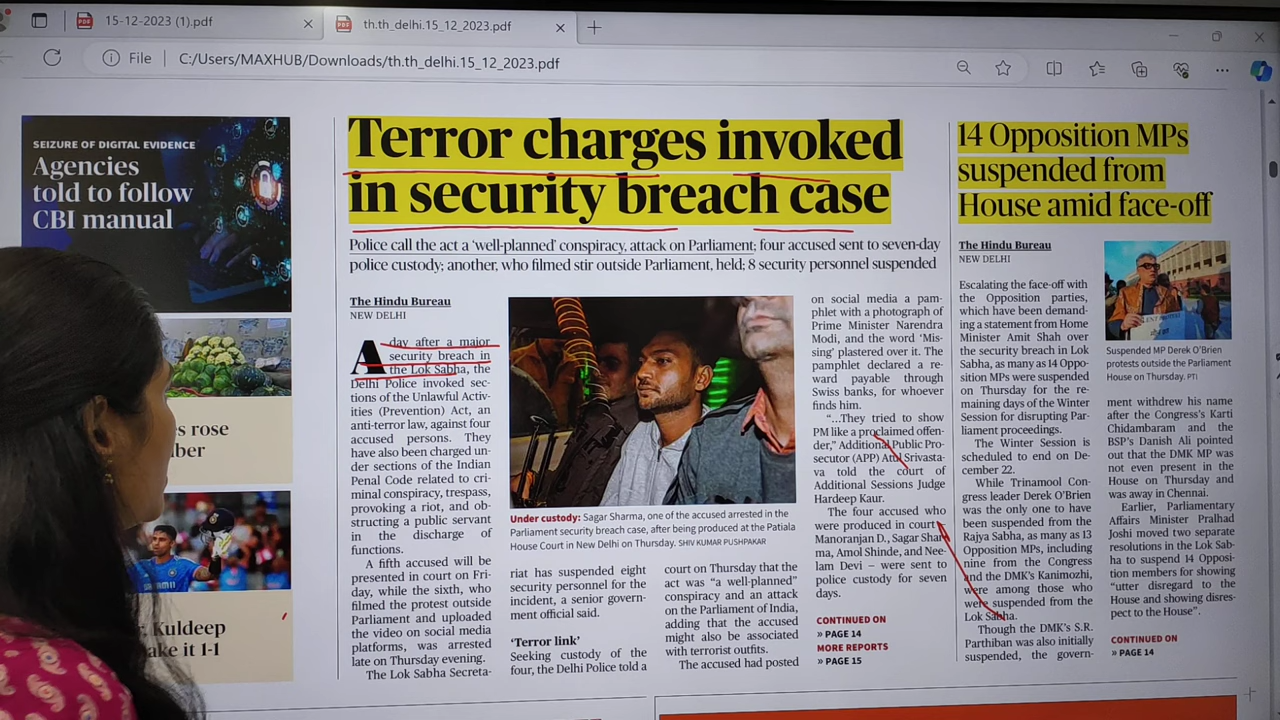 15-12-2023 (1).pdf
th.th_delhi.15_12_2023.pdf
File
C:/Users/MAXHUB/Downloads/th.th_delhi.15_12_2023.pdf
SEIZURE OF DIGITAL EVIDENCE
Agencies
told to follow
CBI manual
rose
Kuldeep
1-1
Terror charges invoked
in security breach case
Police call the act a ‘well-planned’ conspiracy, attack on Parliament; four accused sent to seven-day
police custody; another, who filmed stir outside Parliament, held; 8 security personnel suspended
The Hindu Bureau
NEW DELHI
A day after a major
security breach in
the Lok Sabha, the
Delhi Police invoked sec-
tions of the Unlawful Activ-
ities (Prevention) Act, an
anti-terror law, against four
accused persons. They
have also been charged un-
der sections of the Indian
Penal Code related to cri-
minal conspiracy, trespass,
provoking a riot, and ob-
structing a public servant
in the discharge of
functions.
A fifth accused will be
presented in court on Fri-
day, while the sixth, who
filmed the protest outside
Parliament and uploaded
the video on social media
platforms, was arrested
late on Thursday evening.
The Lok Sabha Secreta-
Under custody: Sagar Sharma, one of the accused arrested in the
Parliament security breach case, after being produced at the Patiala
House Court in New Delhi on Thursday. SHIV KUMAR PUSHPAKAR
riat has suspended eight
security personnel for the
incident, a senior govern-
ment official said.
‘Terror link’
Seeking custody of the
four, the Delhi Police told a
court on Thursday that the
act was “a well-planned”
conspiracy and an attack
on the Parliament of India,
adding that the accused
might also be associated
with terrorist outfits.
The accused had posted
on social media a pam-
phlet with a photograph of
Prime Minister Narendra
Modi, and the word ‘Mis-
sing’ plastered over it. The
pamphlet declared a re-
ward payable through
Swiss banks, for whoever
finds him.
“...They tried to show
PM like a proclaimed offen-
der,” Additional Public Pro-
secutor (APP) Atul Srivasta-
va told the court of
Additional Sessions Judge
Hardeep Kaur.
The four accused who
were produced in court –
Manoranjan D., Sagar Shar-
ma, Amol Shinde, and Nee-
lam Devi – were sent to
police custody for seven
days.
CONTINUED ON
» PAGE 14
MORE REPORTS
» PAGE 15
14 Opposition MPs
suspended from
House amid face-off
The Hindu Bureau
NEW DELHI
Escalating the face-off with
the Opposition parties,
which have been demand-
ing a statement from Home
Minister Amit Shah over
the security breach in Lok
Sabha, as many as 14 Oppo-
sition MPs were suspended
on Thursday for the re-
maining days of the Winter
Session for disrupting Par-
liament proceedings.
The Winter Session is
scheduled to end on De-
cember 22.
While Trinamool Con-
gress leader Derek O’Brien
was the only one to have
been suspended from the
Rajya Sabha, as many as 13
Opposition MPs, including
nine from the Congress
and the DMK’s Kanimozhi,
were among those who
were suspended from the
Lok Sabha.
Though the DMK’s S.R.
Parthiban was also initially
suspended, the govern-
Suspended MP Derek O’Brien
protests outside the Parliament
House on Thursday. PTI
ment withdrew his name
after the Congress’s Karti
Chidambaram and the
BSP’s Danish Ali pointed
out that the DMK MP was
not even present in the
House on Thursday and
was away in Chennai.
Earlier, Parliamentary
Affairs Minister Pralhad
Joshi moved two separate
resolutions in the Lok Sab-
ha to suspend 14 Opposi-
tion members for showing
“utter disregard to the
House and showing disres-
pect to the House”.
CONTINUED ON
» PAGE 14